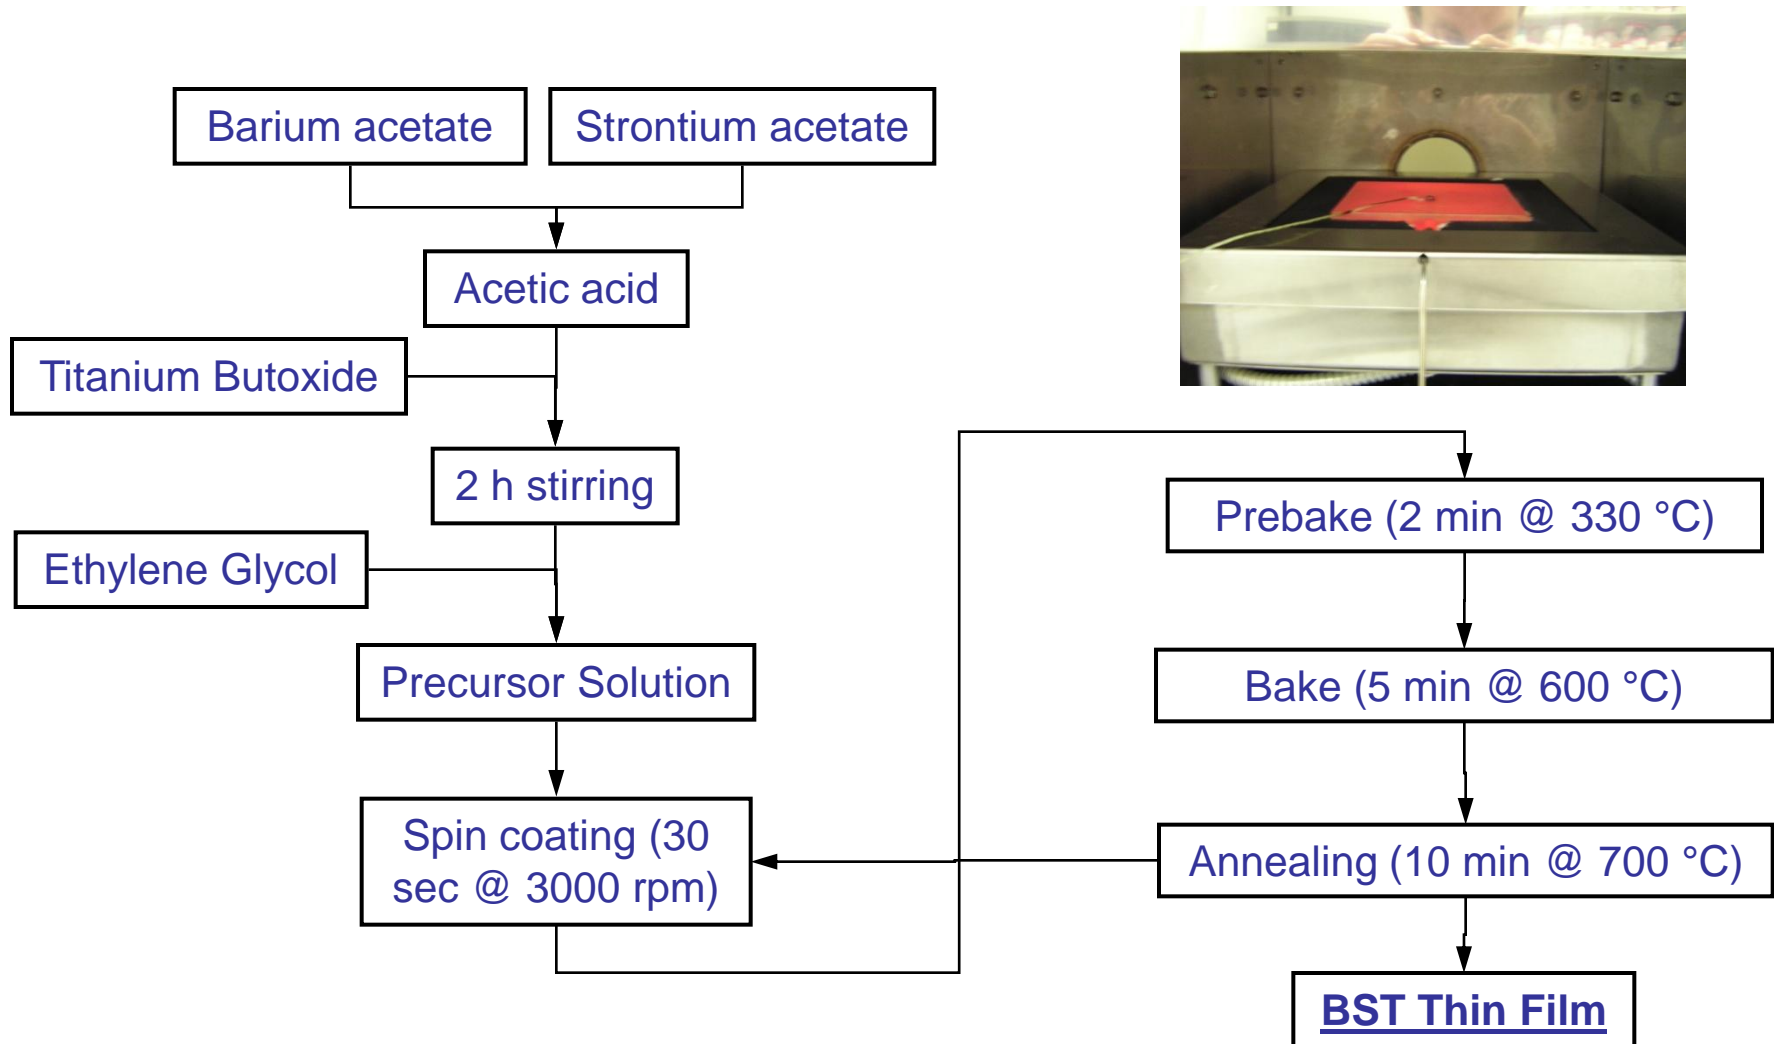 Barium acetate
Strontium acetate
Acetic acid
Titanium Butoxide
2 h stirring
Ethylene Glycol
Precursor Solution
Spin coating (30
sec @ 3000 rpm)
Prebake (2 min @ 330 °C)
Bake (5 min @ 600 °C)
Annealing (10 min @ 700 °C)
BST Thin Film